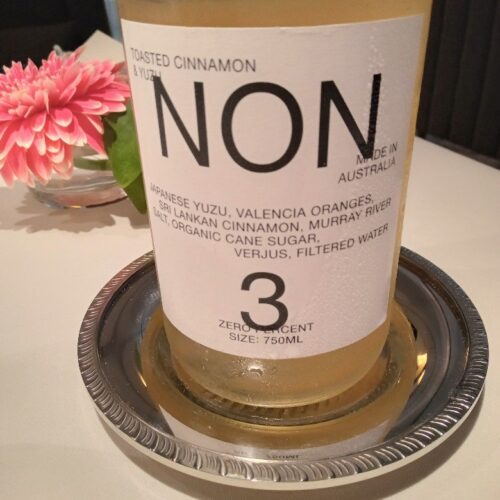 TOASTED CINNAMON
& YUZU
NON
MADE IN
AUSTRALIA
JAPANESE YUZU, VALENCIA ORANGES,
SRI LANKAN CINNAMON, MURRAY RIVER
SALT, ORGANIC CANE SUGAR,
VERJUS, FILTERED WATER
3
ZERO PERCENT
SIZE: 750ML